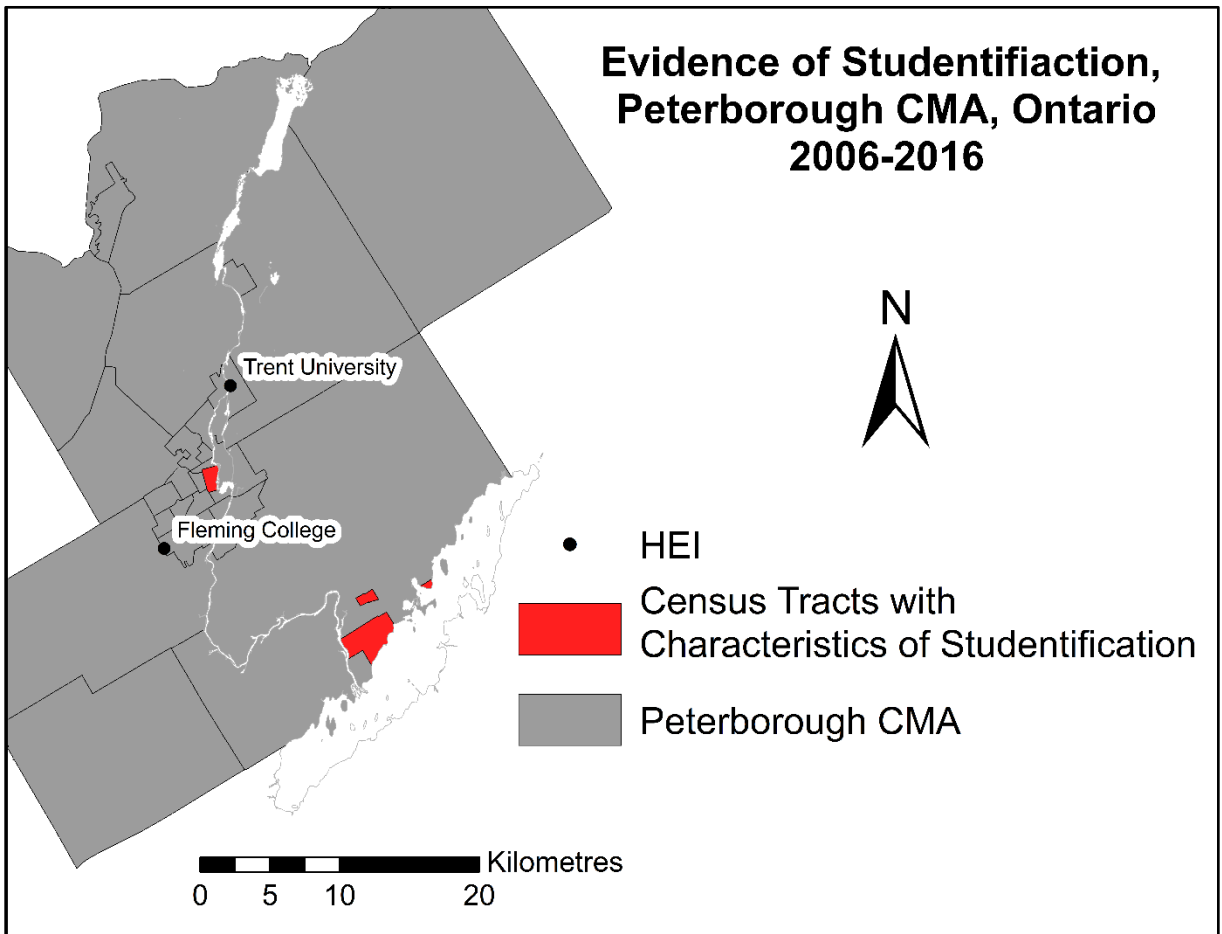 Evidence of Studentifiaction,
Peterborough CMA, Ontario
2006-2016
N
Trent University
Fleming College
HEI
Census Tracts with
Characteristics of Studentification
Peterborough CMA
Kilometres
0 5 10 20